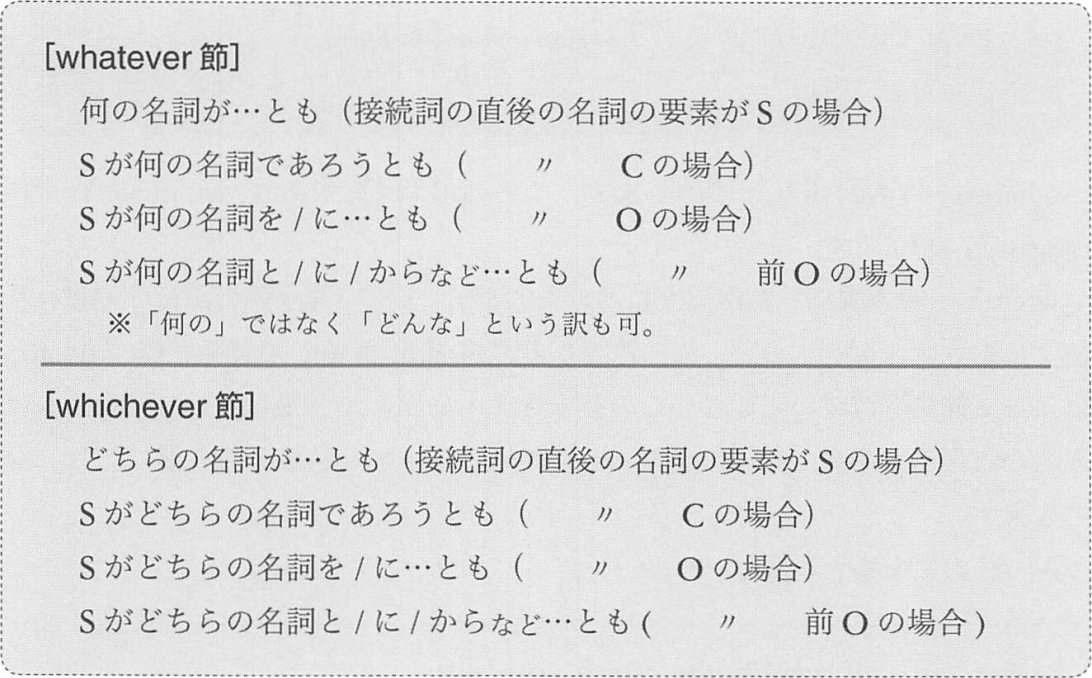 [whatever 節]
何の名詞が…とも（接続詞の直後の名詞の要素が S の場合）
S が何の名詞であろうとも（　〃　C の場合）
S が何の名詞を / に…とも（　〃　O の場合）
S が何の名詞と / に / からなど…とも（　〃　前 O の場合）
※「何の」ではなく「どんな」という訳も可。
[whichever 節]
どちらの名詞が…とも（接続詞の直後の名詞の要素が S の場合）
S がどちらの名詞であろうとも（　〃　C の場合）
S がどちらの名詞を / に…とも（　〃　O の場合）
S がどちらの名詞と / に / からなど…とも (　〃　前 O の場合 )